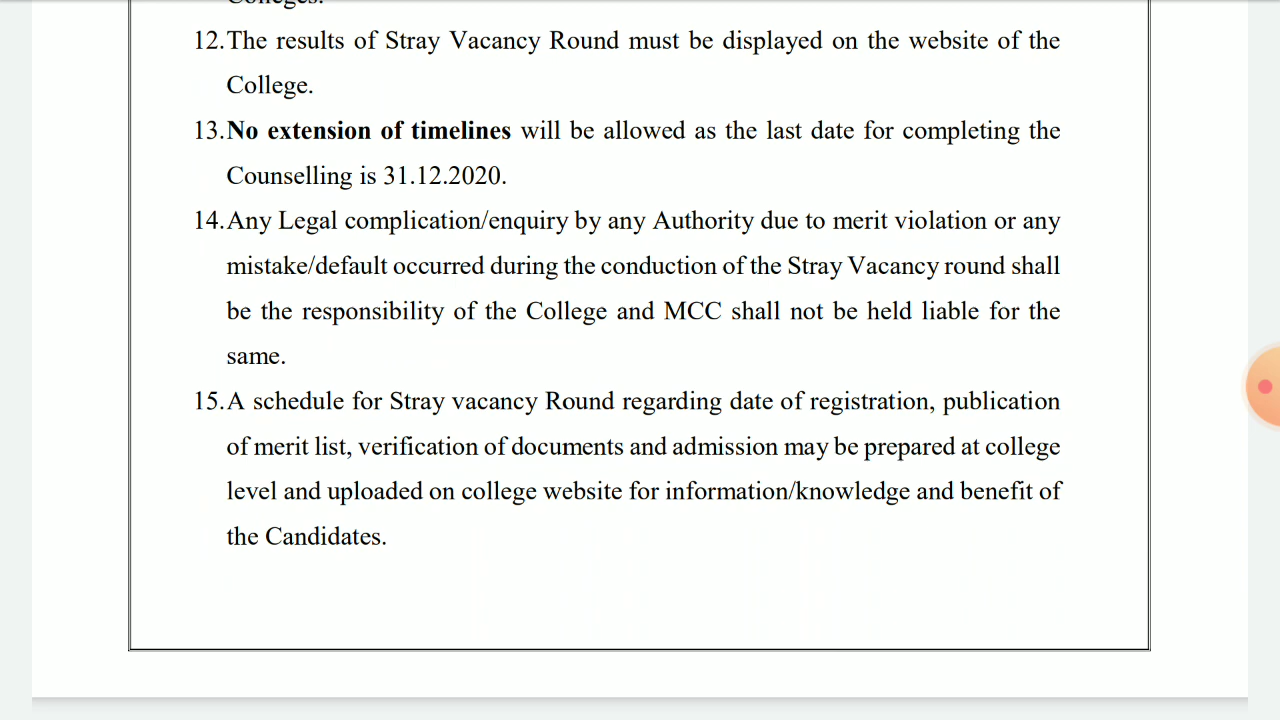 Colleges.
12.The results of Stray Vacancy Round must be displayed on the website of the
College.
13.No extension of timelines will be allowed as the last date for completing the
Counselling is 31.12.2020.
14.Any Legal complication/enquiry by any Authority due to merit violation or any
mistake/default occurred during the conduction of the Stray Vacancy round shall
be the responsibility of the College and MCC shall not be held liable for the
same.
15.A schedule for Stray vacancy Round regarding date of registration, publication
of merit list, verification of documents and admission may be prepared at college
level and uploaded on college website for information/knowledge and benefit of
the Candidates.